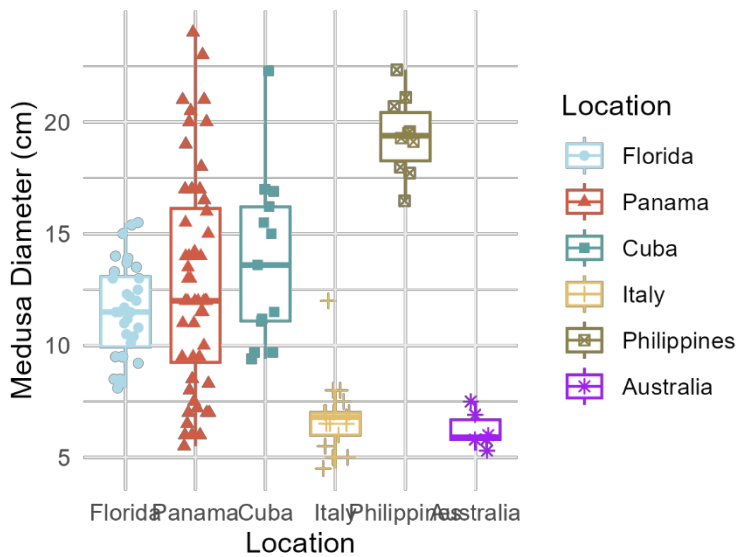 Medusa Diameter (cm)
20
15
10
5
Florida Panama Cuba Italy Philippines Australia
Location
Location
Florida
Panama
Cuba
Italy
Philippines
Australia